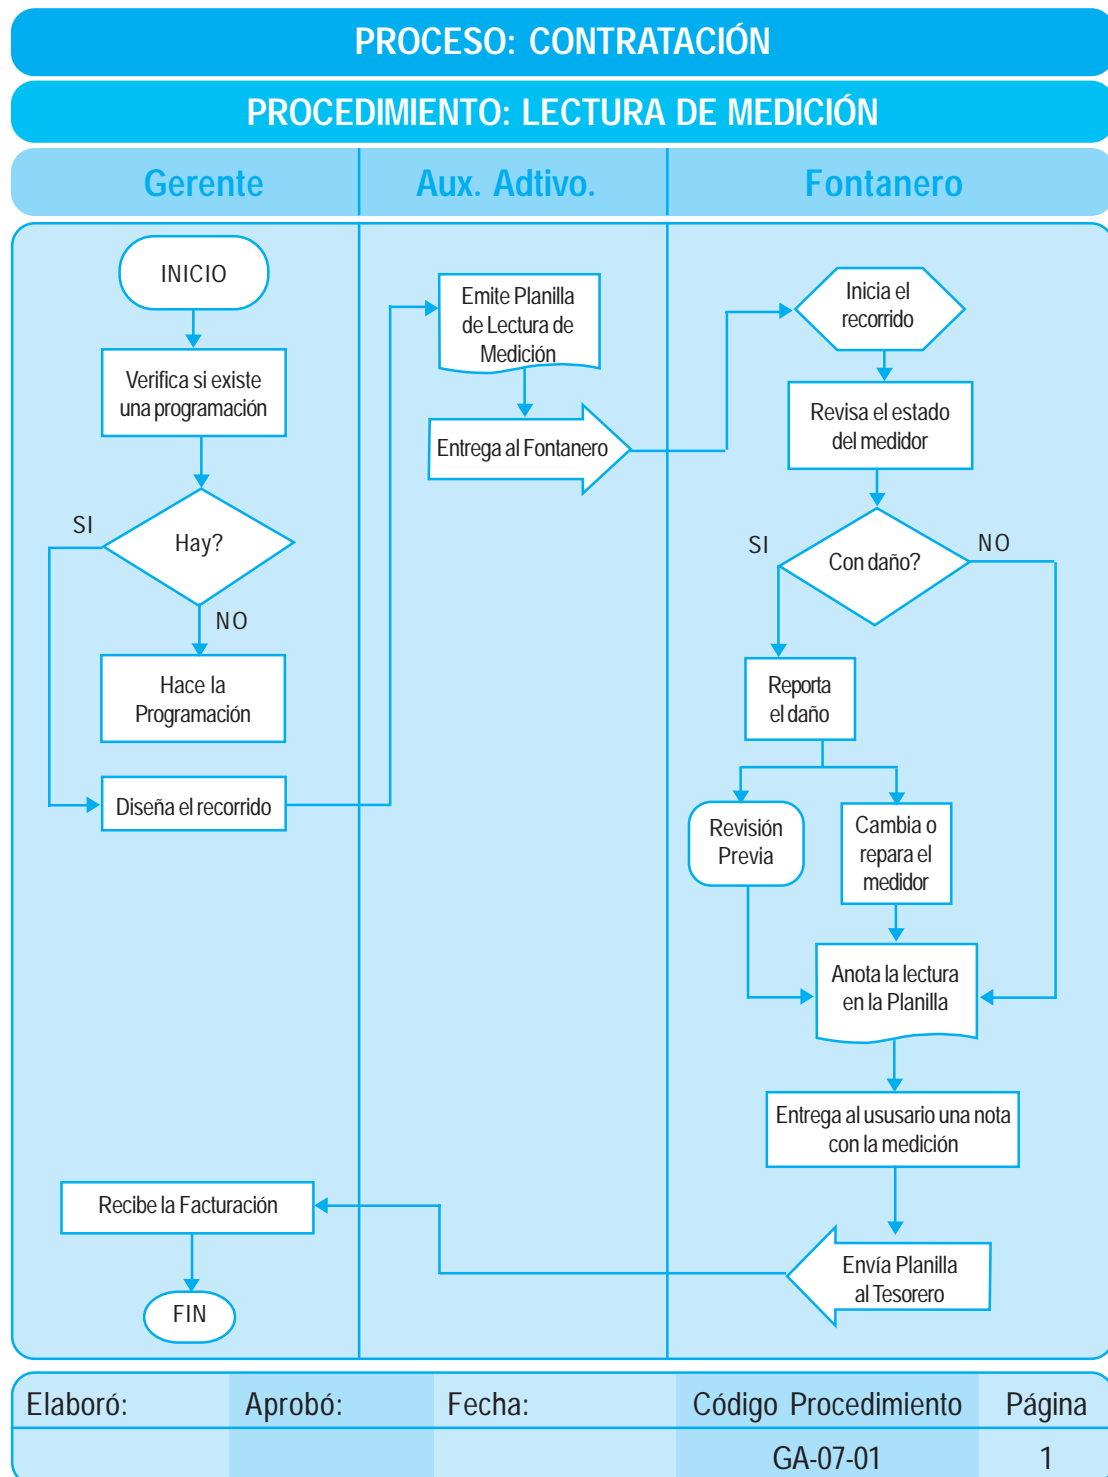 PROCESO: CONTRATACIÓN
PROCEDIMIENTO: LECTURA DE MEDICIÓN
Gerente
Aux. Adtivo.
Fontanero
INICIO
Verifica si existe
una programación
Hay?
SI
NO
Hace la
Programación
Diseña el recorrido
Emite Planilla
de Lectura de
Medición
Entrega al Fontanero
Inicia el
recorrido
Revisa el estado
del medidor
Con daño?
SI
NO
Reporta
el daño
Revisión
Previa
Cambia o
repara el
medidor
Anota la lectura
en la Planilla
Entrega al ususario una nota
con la medición
Envía Planilla
al Tesorero
Recibe la Facturación
FIN
Elaboró:
Aprobó:
Fecha:
Código Procedimiento
Página
GA-07-01
1